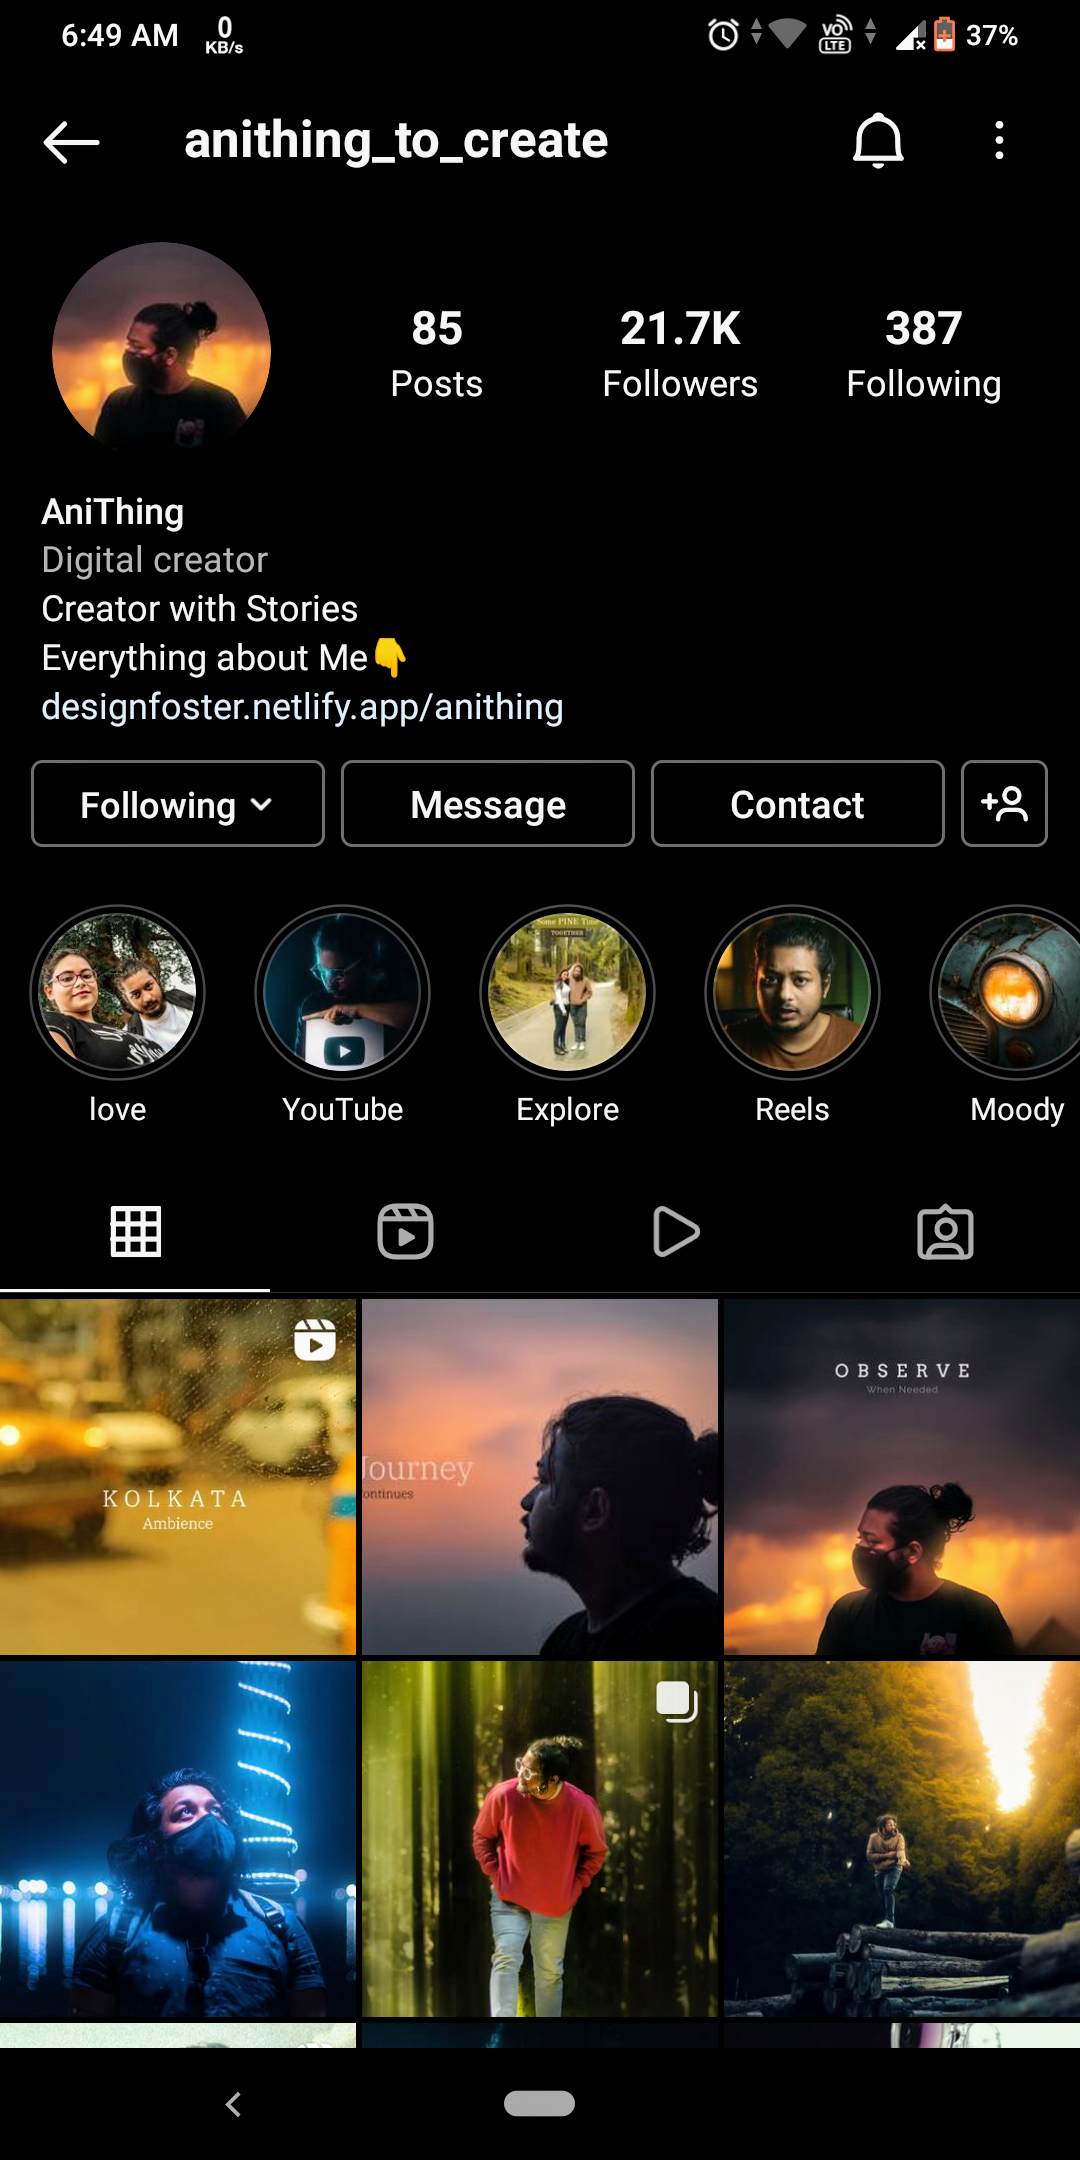 6:49 AM 0 KB/s VO LTE 37%
anithing_to_create
85 21.7K 387
Posts Followers Following
AniThing
Digital creator
Creator with Stories
Everything about Me👇
designfoster.netlify.app/anithing
Following Message Contact
Some PINE Time
TOGETHER
love YouTube Explore Reels Moody
KOLKATA
Ambience
Journey
ontinues
OBSERVE
When Needed